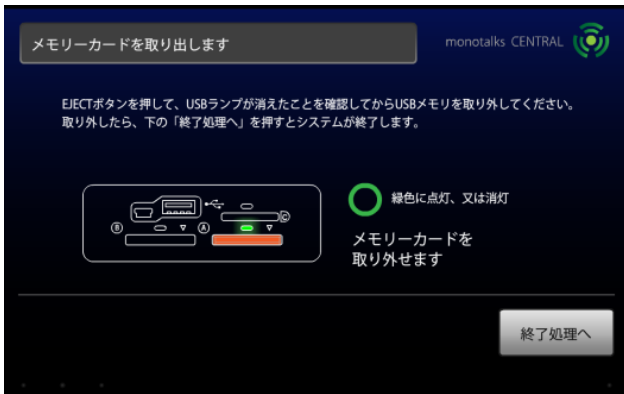 メモリーカードを取り出します
monotalks CENTRAL
EJECTボタンを押して、USBランプが消えたことを確認してからUSBメモリを取り外してください。
取り外したら、下の「終了処理へ」を押すとシステムが終了します。
緑色に点灯、又は消灯
メモリーカードを
取り外せます
C
B
A
終了処理へ